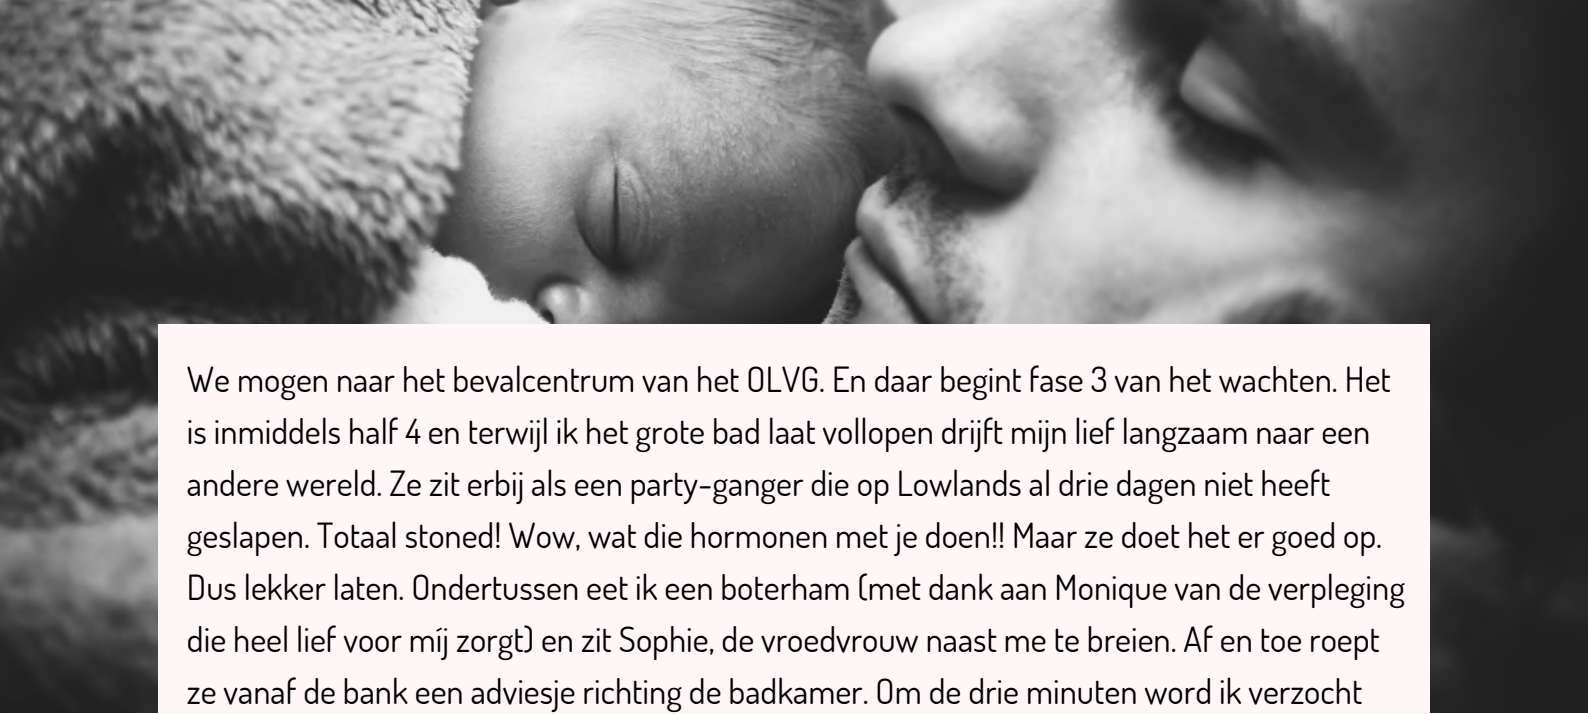 We mogen naar het bevalcentrum van het OLVG. En daar begint fase 3 van het wachten. Het
is inmiddels half 4 en terwijl ik het grote bad laat vollopen drijft mijn lief langzaam naar een
andere wereld. Ze zit erbij als een party-ganger die op Lowlands al drie dagen niet heeft
geslapen. Totaal stoned! Wow, wat die hormonen met je doen!! Maar ze doet het er goed op.
Dus lekker laten. Ondertussen eet ik een boterham (met dank aan Monique van de verpleging
die heel lief voor míj zorgt) en zit Sophie, de vroedvrouw naast me te breien. Af en toe roept
ze vanaf de bank een adviesje richting de badkamer. Om de drie minuten word ik verzocht